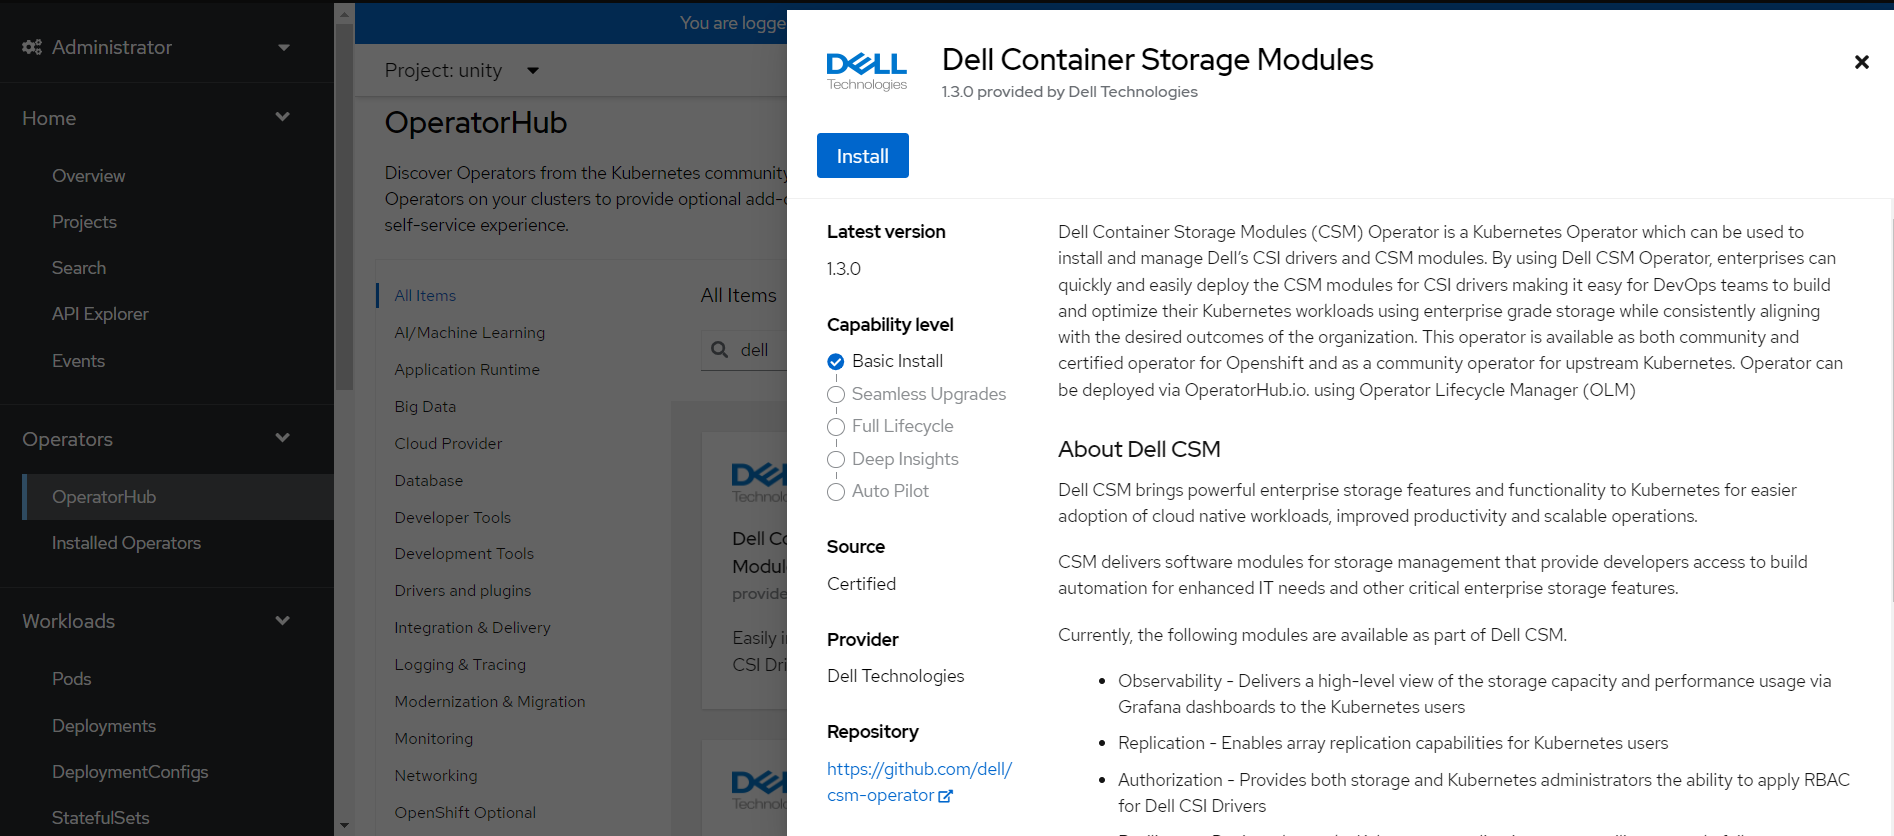 Administrator
Home
Overview
Projects
Search
API Explorer
Events
Operators
OperatorHub
Installed Operators
Workloads
Pods
Deployments
DeploymentConfigs
StatefulSets
You are logge
Project: unity
OperatorHub
Discover Operators from the Kubernetes community
Operators on your clusters to provide optional add-
self-service experience.
All Items
AI/Machine Learning
Application Runtime
Big Data
Cloud Provider
Database
Developer Tools
Development Tools
Drivers and plugins
Integration & Delivery
Logging & Tracing
Modernization & Migration
Monitoring
Networking
OpenShift Optional
All Items
dell
DELL
Technolo
Dell Co
Modul
provide
Easily i
CSI Dri
DELL
Technolo
DELL
Technologies
Dell Container Storage Modules
1.3.0 provided by Dell Technologies
Install
Latest version
1.3.0
Capability level
Basic Install
Seamless Upgrades
Full Lifecycle
Deep Insights
Auto Pilot
Source
Certified
Provider
Dell Technologies
Repository
https://github.com/dell/
csm-operator
Dell Container Storage Modules (CSM) Operator is a Kubernetes Operator which can be used to
install and manage Dell’s CSI drivers and CSM modules. By using Dell CSM Operator, enterprises can
quickly and easily deploy the CSM modules for CSI drivers making it easy for DevOps teams to build
and optimize their Kubernetes workloads using enterprise grade storage while consistently aligning
with the desired outcomes of the organization. This operator is available as both community and
certified operator for Openshift and as a community operator for upstream Kubernetes. Operator can
be deployed via OperatorHub.io. using Operator Lifecycle Manager (OLM)
About Dell CSM
Dell CSM brings powerful enterprise storage features and functionality to Kubernetes for easier
adoption of cloud native workloads, improved productivity and scalable operations.
CSM delivers software modules for storage management that provide developers access to build
automation for enhanced IT needs and other critical enterprise storage features.
Currently, the following modules are available as part of Dell CSM.
• Observability - Delivers a high-level view of the storage capacity and performance usage via
Grafana dashboards to the Kubernetes users
• Replication - Enables array replication capabilities for Kubernetes users
• Authorization - Provides both storage and Kubernetes administrators the ability to apply RBAC
for Dell CSI Drivers